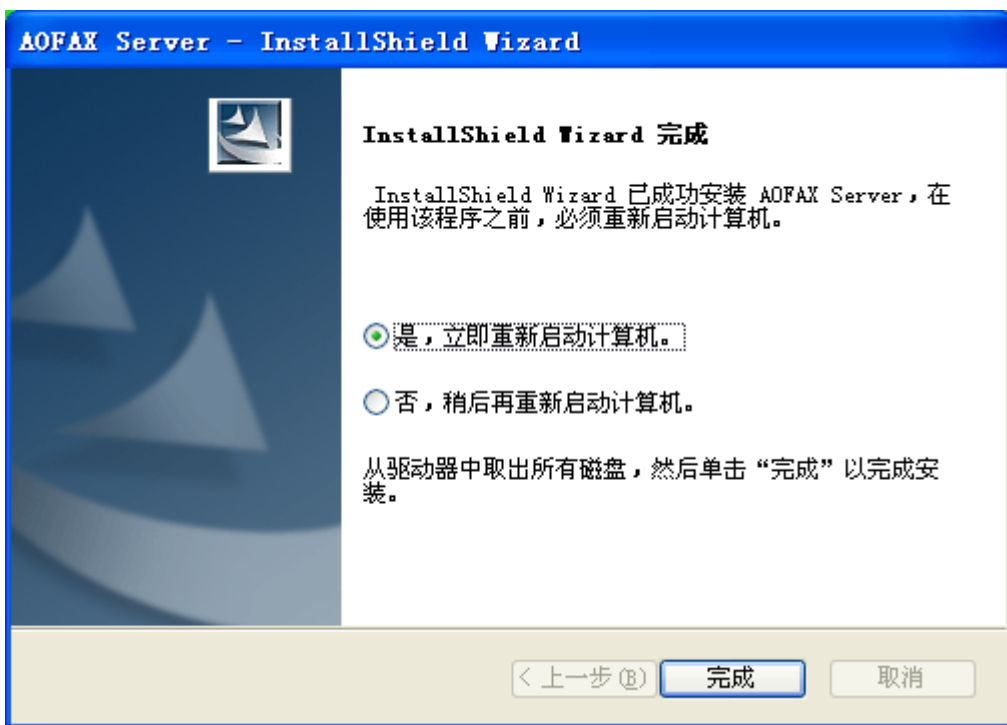 AOFAX Server - InstallShield Wizard
InstallShield Wizard 完成
InstallShield Wizard 已成功安装 AOFAX Server，在
使用该程序之前，必须重新启动计算机。
是，立即重新启动计算机。
否，稍后再重新启动计算机。
从驱动器中取出所有磁盘，然后单击“完成”以完成安
装。
< 上一步(B) 完成 取消